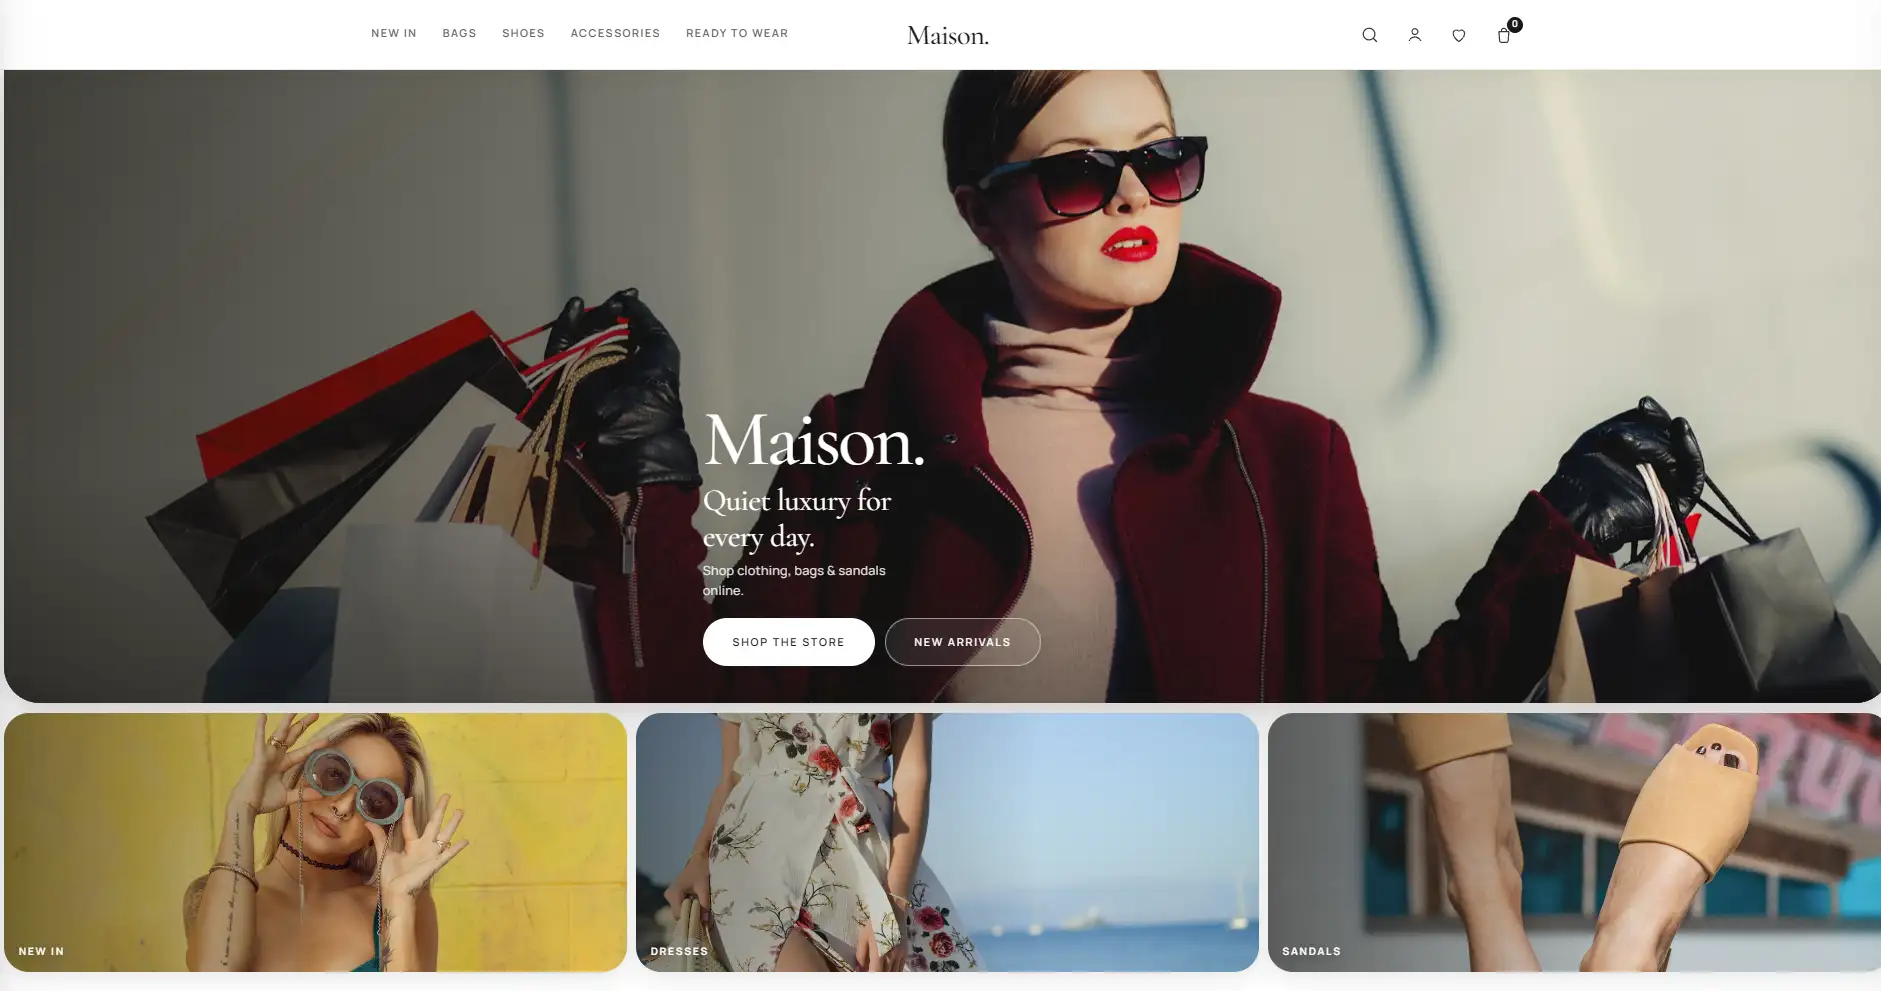 NEW IN BAGS SHOES ACCESSORIES READY TO WEAR
Maison.
0
Maison.
Quiet luxury for
every day.
Shop clothing, bags & sandals
online.
SHOP THE STORE
NEW ARRIVALS
NEW IN
DRESSES
SANDALS